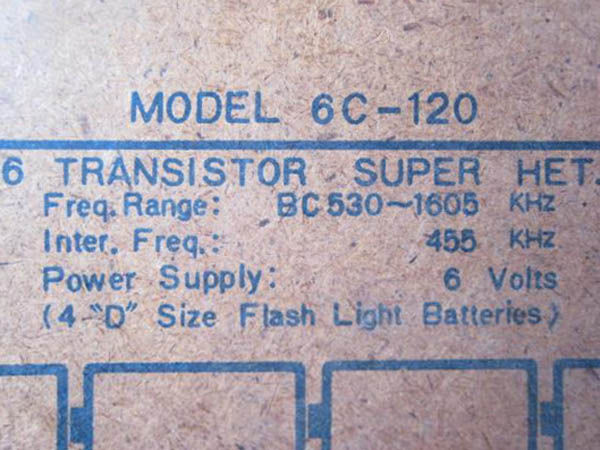 MODEL 6C-120
6 TRANSISTOR SUPER HET.
Freq. Range: BC 530~1605 KHz
Inter. Freq.: 455 KHz
Power Supply: 6 Volts
(4-"D" Size Flash Light Batteries)